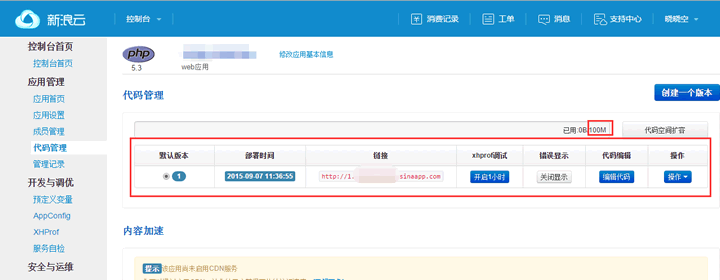 新浪云 控制台 消费记录 工单 消息 支持中心 晓晓空
控制台首页
控制台首页
应用管理
应用首页
应用设置
成员管理
代码管理
管理记录
开发与调优
预定义变量
AppConfig
XHProf
服务自检
安全与运维
php
5.3
修改应用基本信息
web应用
代码管理
创建一个版本
已用:0B/100M 代码空间扩容
默认版本 部署时间 链接 xhprof调试 错误显示 代码编辑 操作
1 2015-09-07 11:36:55 http://1. sinaapp.com 开启1小时 关闭显示 编辑代码 操作
内容加速
提示 该应用尚未启用CDN服务